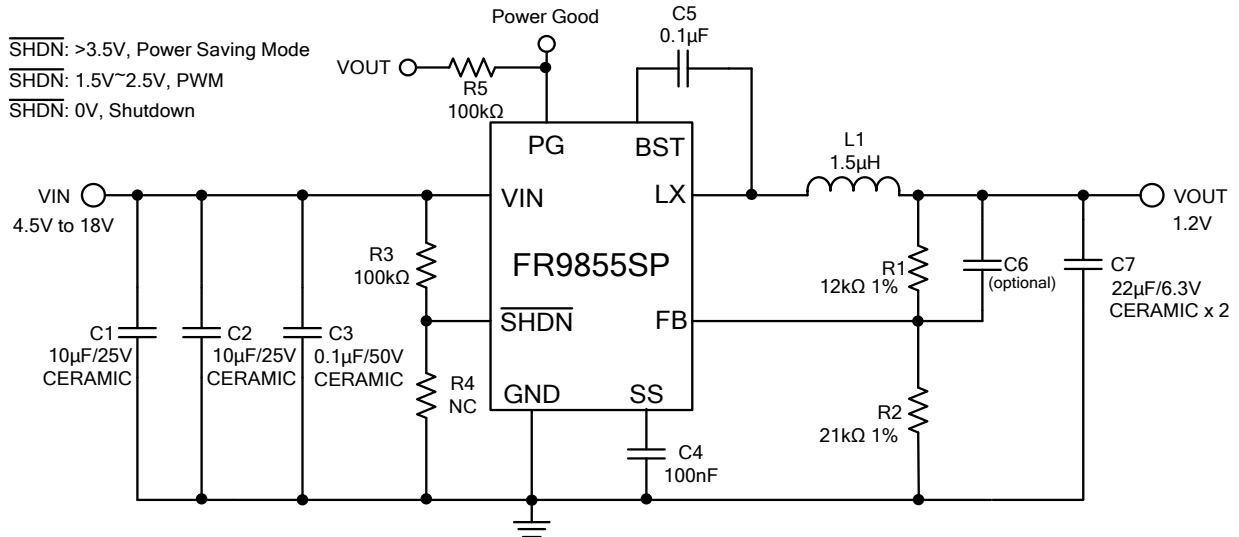 Power Good
C5
0.1µF
SHDN: >3.5V, Power Saving Mode
SHDN: 1.5V~2.5V, PWM
SHDN: 0V, Shutdown
VOUT
R5
100kΩ
PG
BST
L1
1.5µH
VIN
4.5V to 18V
VIN
LX
VOUT
1.2V
R3
100kΩ
FR9855SP
R1
12kΩ 1%
C6
(optional)
C7
22µF/6.3V
CERAMIC x 2
SHDN
FB
C1
10µF/25V
CERAMIC
C2
10µF/25V
CERAMIC
C3
0.1µF/50V
CERAMIC
R4
NC
GND
SS
R2
21kΩ 1%
C4
100nF